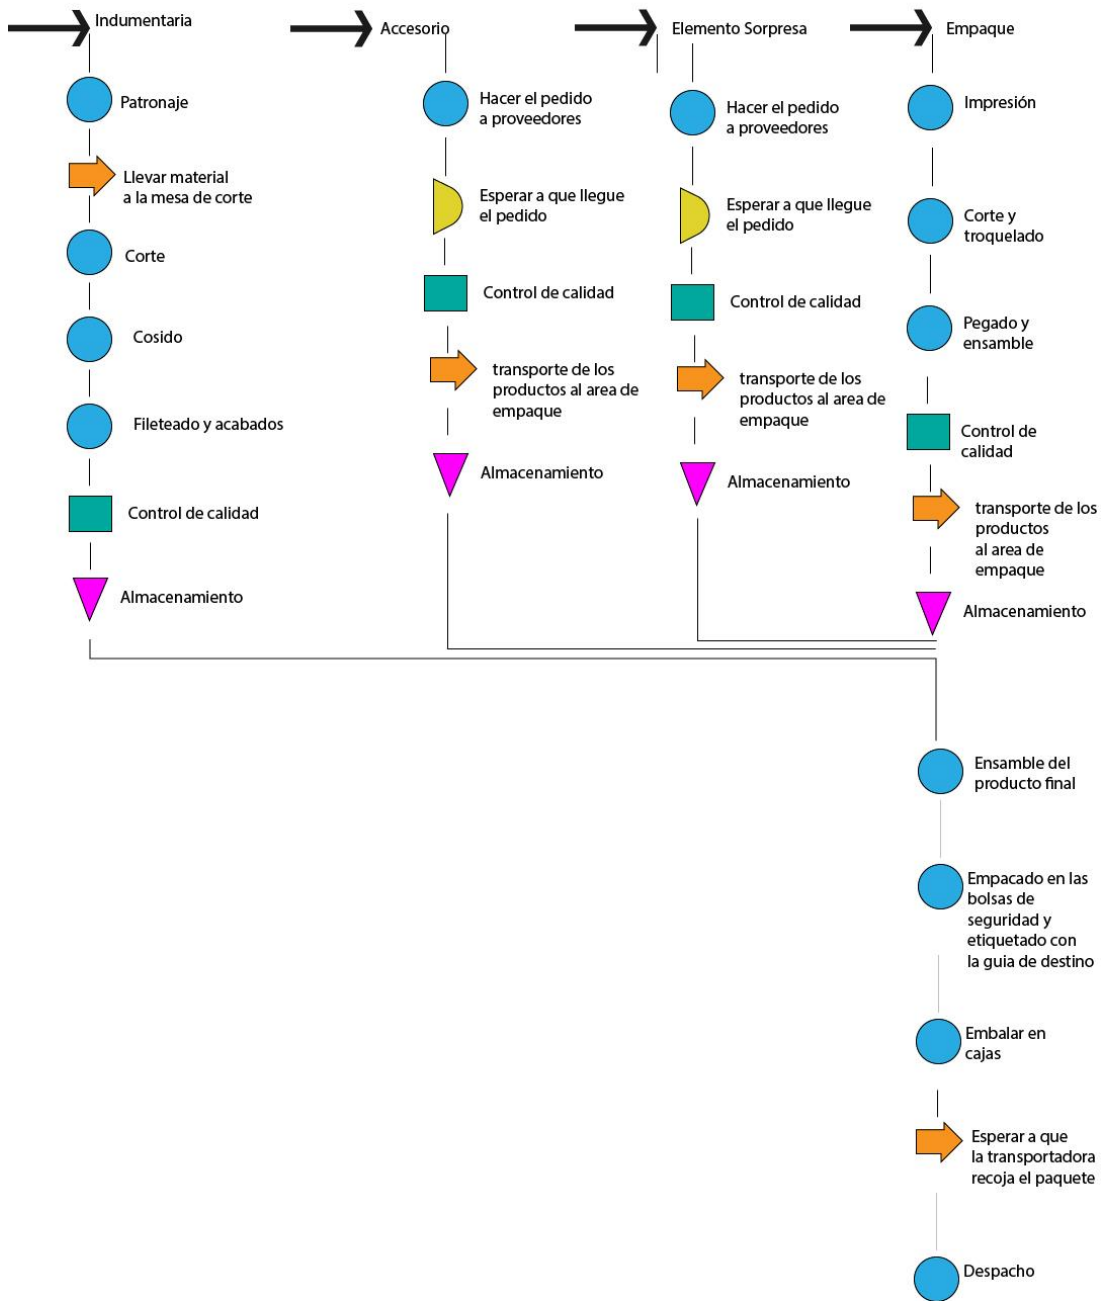 Indumentaria
Patronaje
Llevar material
a la mesa de corte
Corte
Cosido
Fileteado y acabados
Control de calidad
Almacenamiento
Accesorio
Hacer el pedido
a proveedores
Esperar a que llegue
el pedido
Control de calidad
transporte de los
productos al area de
empaque
Almacenamiento
Elemento Sorpresa
Hacer el pedido
a proveedores
Esperar a que llegue
el pedido
Control de calidad
transporte de los
productos al area de
empaque
Almacenamiento
Empaque
Impresión
Corte y
troquelado
Pegado y
ensamble
Control de
calidad
transporte de los
productos
al area de
empaque
Almacenamiento
Ensamble del
producto final
Empacado en las
bolsas de
seguridad y
etiquetado con
la guia de destino
Embalar en
cajas
Esperar a que
la transportadora
recoja el paquete
Despacho